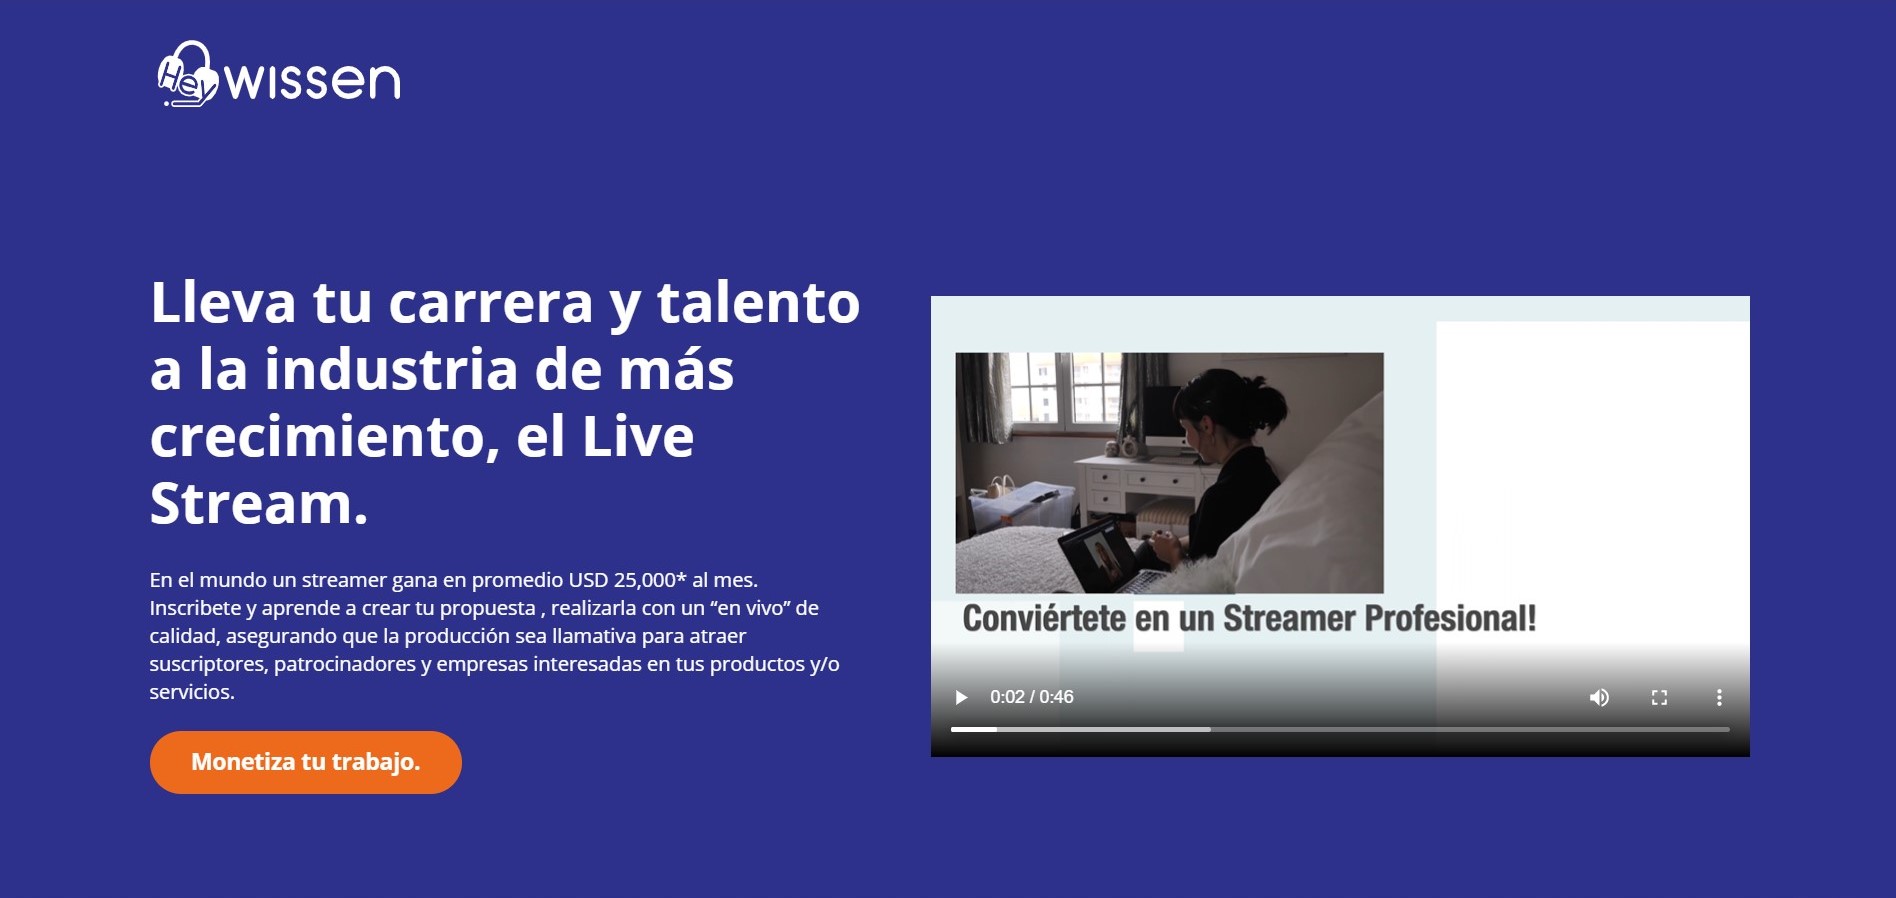 Hey wissen
Lleva tu carrera y talento
a la industria de más
crecimiento, el Live
Stream.
En el mundo un streamer gana en promedio USD 25,000* al mes.
Inscribete y aprende a crear tu propuesta , realizarla con un “en vivo” de
calidad, asegurando que la producción sea llamativa para atraer
suscriptores, patrocinadores y empresas interesadas en tus productos y/o
servicios.
Monetiza tu trabajo.
Conviértete en un Streamer Profesional!
0:02 / 0:46